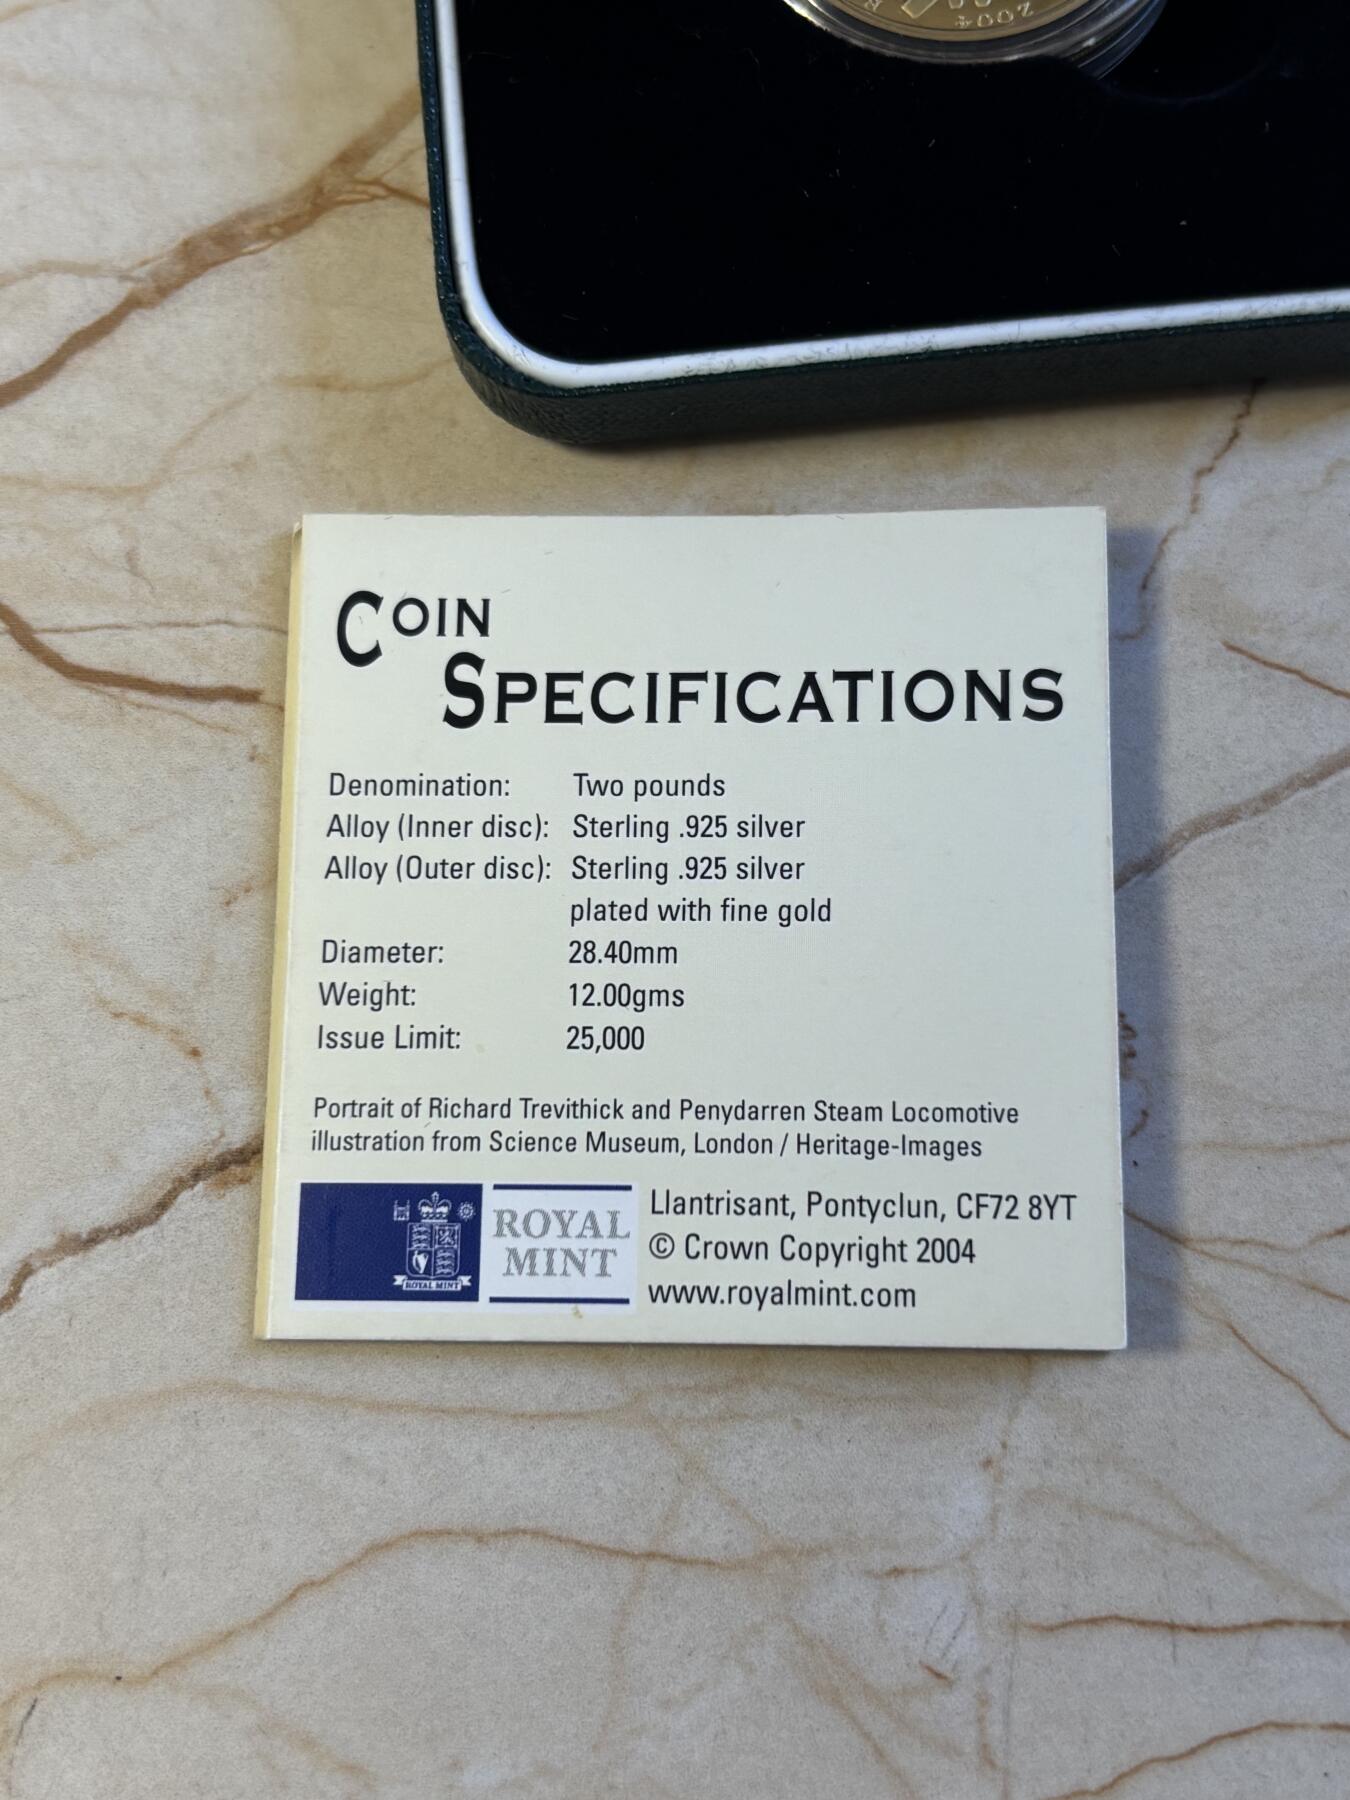 2004
COIN
SPECIFICATIONS
Denomination: Two pounds
Alloy (Inner disc): Sterling .925 silver
Alloy (Outer disc): Sterling .925 silver
plated with fine gold
Diameter: 28.40mm
Weight: 12.00gms
Issue Limit: 25,000
Portrait of Richard Trevithick and Penydarren Steam Locomotive
illustration from Science Museum, London / Heritage-Images
ROYAL MINT
ROYAL
MINT
Llantrisant, Pontyclun, CF72 8YT
© Crown Copyright 2004
www.royalmint.com